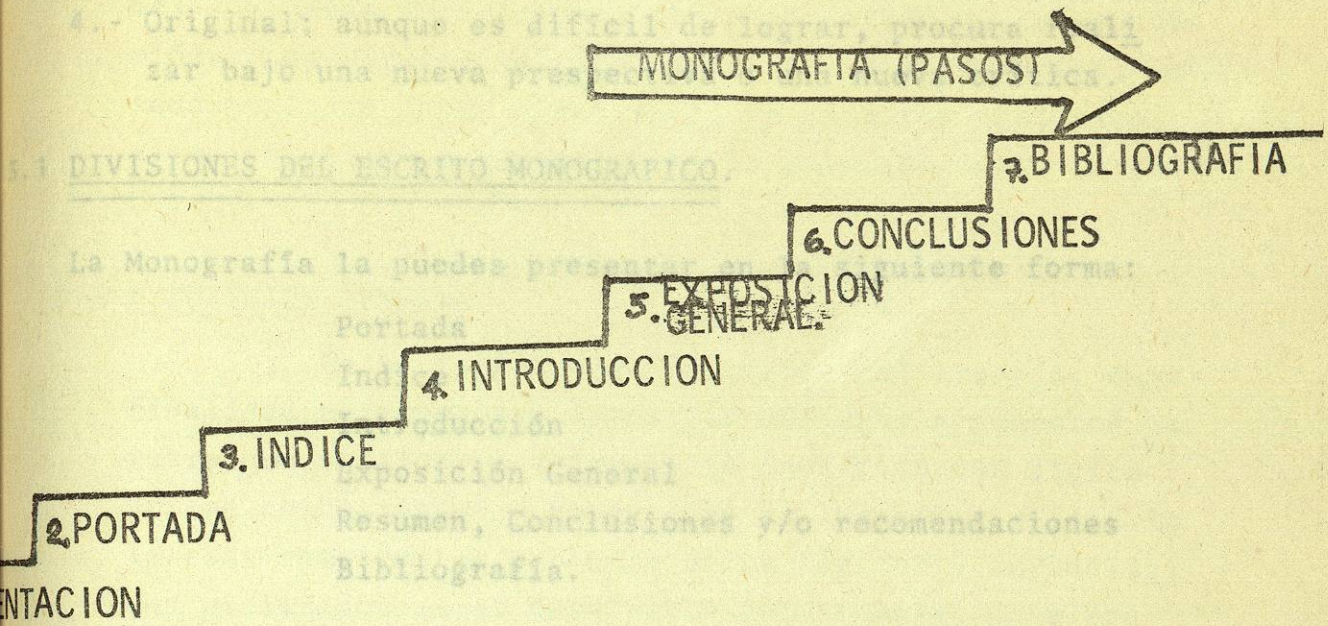 4.- Original; aunque es difícil de lograr, procura reali
zar bajo una nueva
MONOGRAFIA (PASOS)
DIVISIONES DEL ESCRITO MONOGRAFICO.
7. BIBLIOGRAFIA
6. CONCLUSIONES
La Monografía la puedes presentar en la siguiente forma:
5. EXPOSICION
GENERAL.
Portada
Indice
4. INTRODUCCION
Introducción
3. INDICE
Exposición General
Resumen, Conclusiones y/o recomendaciones
2. PORTADA
Bibliografía.
ENTACION